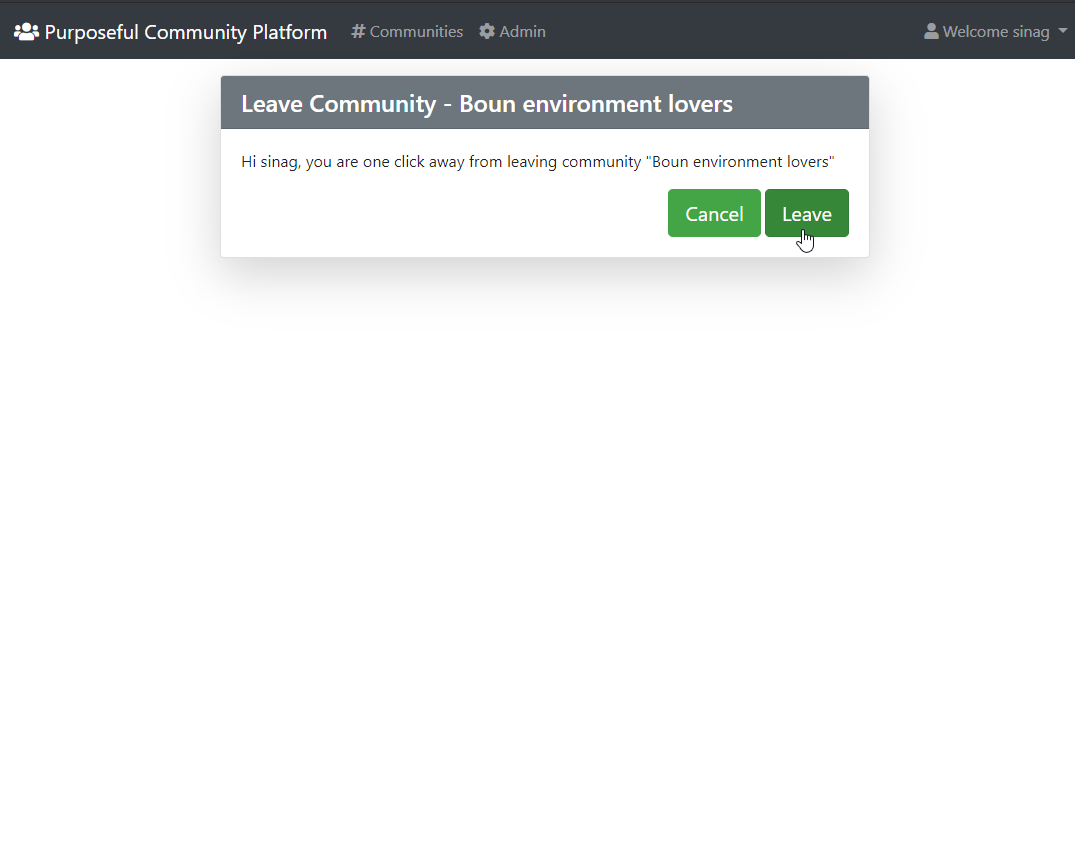 Purposeful Community Platform # Communities Admin Welcome sinag
Leave Community - Boun environment lovers
Hi sinag, you are one click away from leaving community "Boun environment lovers"
Cancel Leave